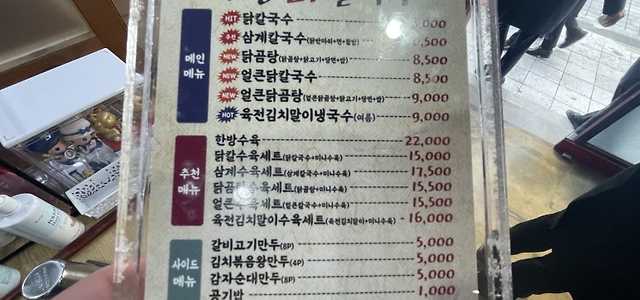 HIT 닭칼국수 ,000
추천 삼계칼국수(닭반마리+면+찹밥) ,500
메인메뉴
NEW 닭곰탕(닭곰탕+닭고기+당면+밥) 8,500
NEW 얼큰닭칼국수 8,500
NEW 얼큰닭곰탕(얼큰닭곰탕+닭고기+당면+밥) 9,000
HOT 육전김치말이냉국수(여름) 9,000
한방수육 22,000
닭칼수육세트(닭칼국수+미니수육) 15,000
추천메뉴
삼계수육세트(삼계칼국수+미니수육) 17,500
닭곰수육세트(닭곰탕+미니수육) 15,500
얼큰수육세트(얼큰칼국수+미니수육) 15,500
육전김치말이수육세트(육전김치말이+미니수육) 16,000
갈비고기만두(8P) 5,000
사이드메뉴
김치볶음왕만두(4P) 5,000
감자순대만두(8P) 5,000
공기밥 1,000